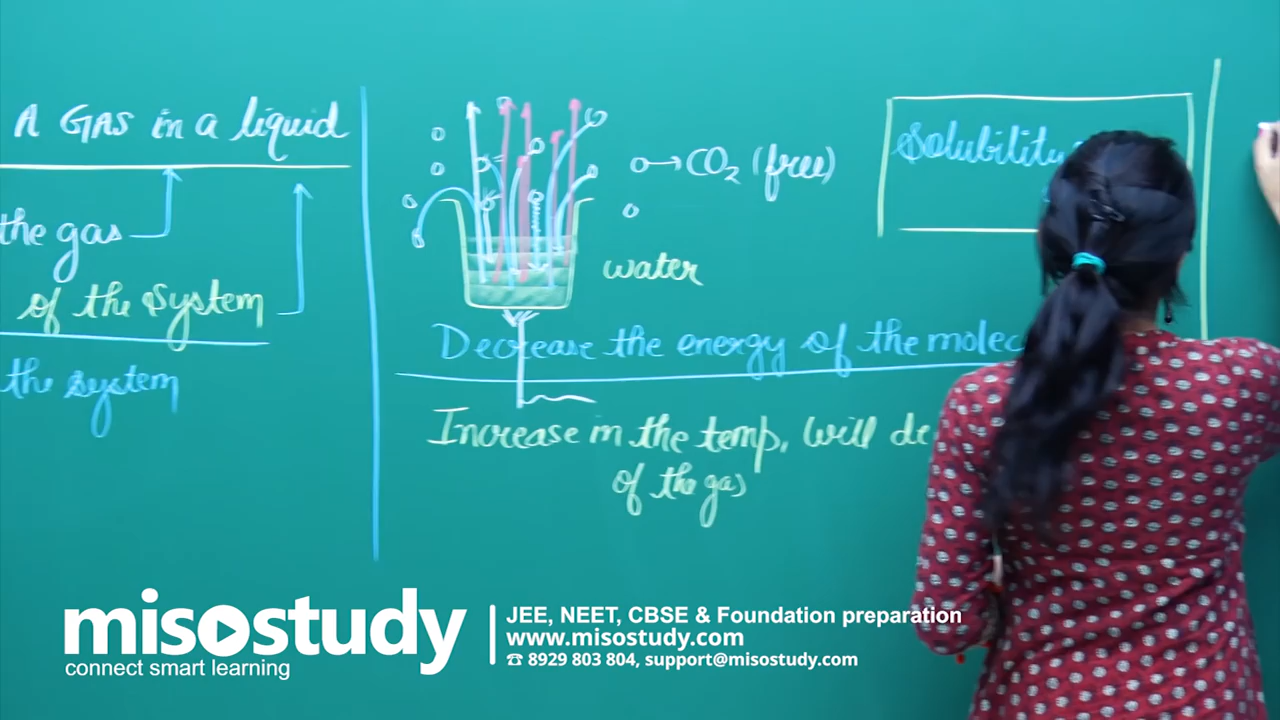 A GAS in a liquid
the gas
of the system
the system
CO₂ (free)
water
Decrease the energy of the molec
Increase in the temp, will de
of the gas
Solubility
misostudy
connect smart learning
JEE, NEET, CBSE & Foundation preparation
www.misostudy.com
☎ 8929 803 804, support@misostudy.com